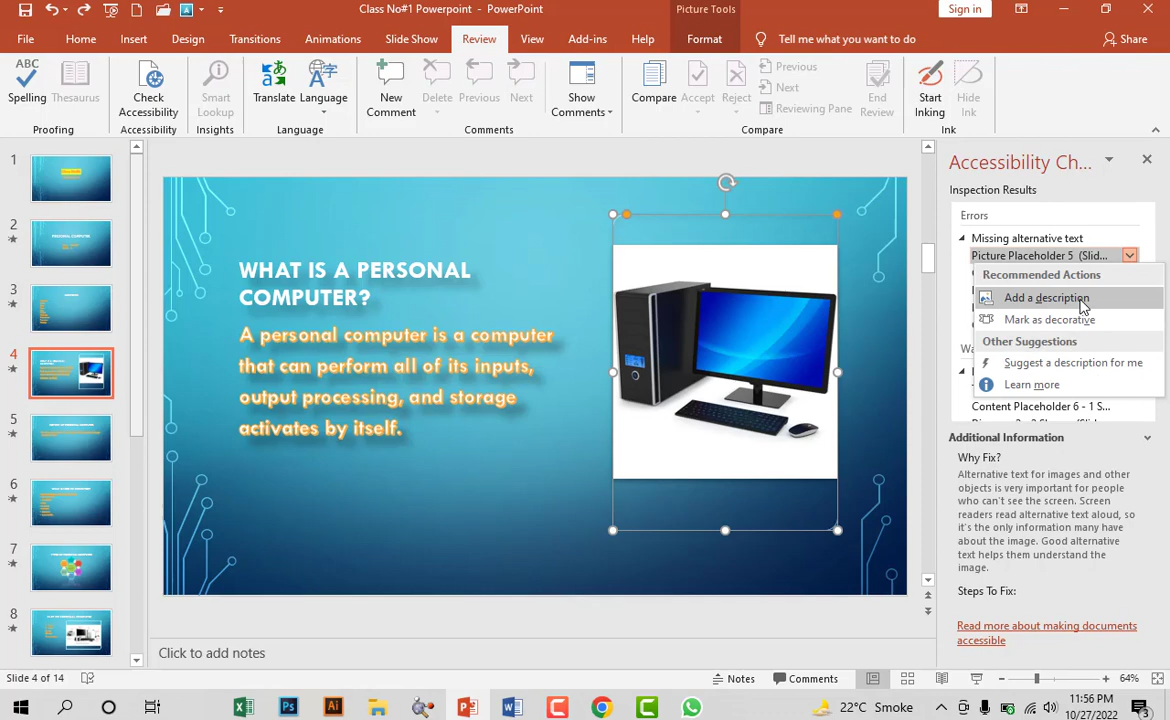 Class No#1 Powerpoint - PowerPoint
Picture Tools
Sign in
File Home Insert Design Transitions Animations Slide Show Review View Add-ins Help Format Tell me what you want to do Share
ABC
Spelling
Thesaurus
Proofing
Check Accessibility
Accessibility
Smart Lookup
Insights
Translate
Language
Language
New Comment
Delete
Previous
Next
Show Comments
Comments
Compare
Accept
Reject
Previous
Next
Reviewing Pane
End Review
Compare
Start Inking
Hide Ink
Ink
1
2
3
4
5
6
7
8
WHAT IS A PERSONAL
COMPUTER?
A personal computer is a computer
that can perform all of its inputs,
output processing, and storage
activates by itself.
Click to add notes
Accessibility Ch...
Inspection Results
Errors
Missing alternative text
Picture Placeholder 5 (Slid...
Recommended Actions
Add a description
Mark as decorative
Other Suggestions
Suggest a description for me
Learn more
Content Placeholder 6 - 1 S...
Additional Information
Why Fix?
Alternative text for images and other
objects is very important for people
who can't see the screen. Screen
readers read alternative text aloud, so
it's the only information many have
about the image. Good alternative
text helps them understand the
image.
Steps To Fix:
Read more about making documents
accessible
Slide 4 of 14
Notes
Comments
64%
22°C Smoke
11:56 PM
10/27/2022
3